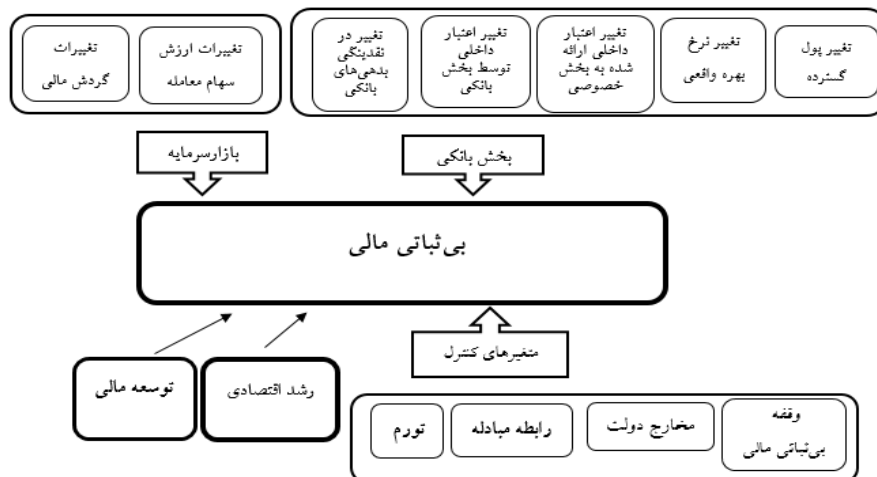 تغییر پول
گسترده
تغییر نرخ
بهره واقعی
تغییر اعتبار
داخلی ارائه
شده به بخش
خصوصی
تغییر اعتبار
داخلی
توسط بخش
بانکی
تغییر در
نقدینگی
بدهی‌های
بانکی
تغییرات ارزش
سهام معامله
تغییرات
گردش مالی
بخش بانکی
بازارسرمایه
بی‌ثباتی مالی
متغیرهای کنترل
رشد اقتصادی
توسعه مالی
وقفه
بی‌ثباتی مالی
مخارج دولت
رابطه مبادله
تورم